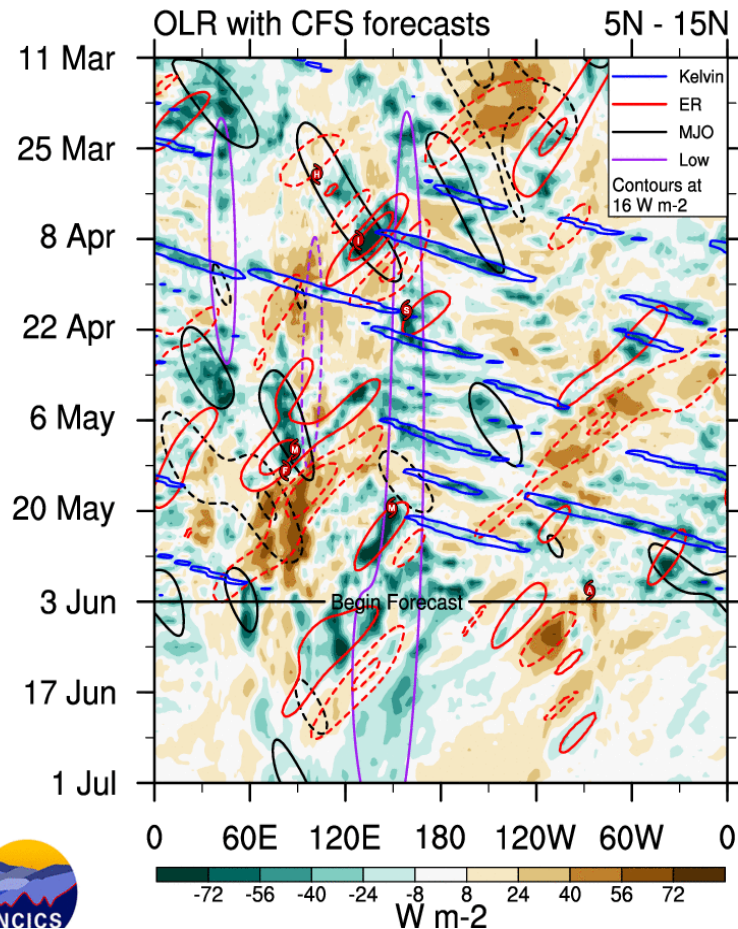 OLR with CFS forecasts 5N - 15N
11 Mar
25 Mar
8 Apr
22 Apr
6 May
20 May
3 Jun
17 Jun
1 Jul
Kelvin
ER
MJO
Low
Contours at
16 W m-2
H
I
S
M
F
M
A
Begin Forecast
0 60E 120E 180 120W 60W 0
-72 -56 -40 -24 -8 8 24 40 56 72
W m-2
NCICS